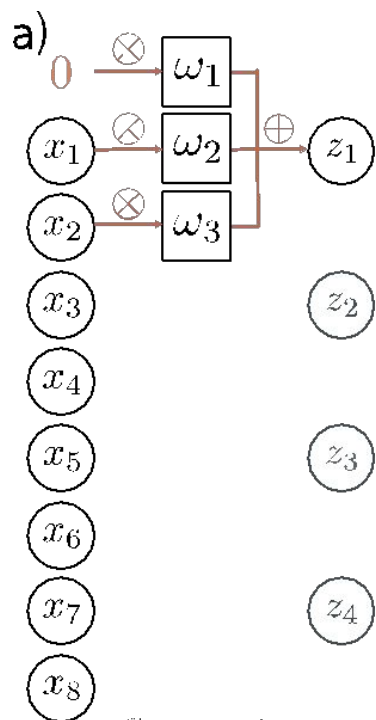 a)
0 ⊗ ω₁
x₁ ⊗ ω₂ ⊕ z₁
x₂ ⊗ ω₃
x₃ z₂
x₄
x₅ z₃
x₆
x₇ z₄
x₈